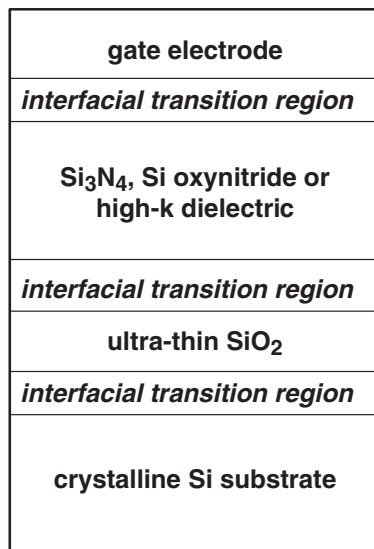 gate electrode
interfacial transition region
Si₃N₄, Si oxynitride or
high-k dielectric
interfacial transition region
ultra-thin SiO₂
interfacial transition region
crystalline Si substrate